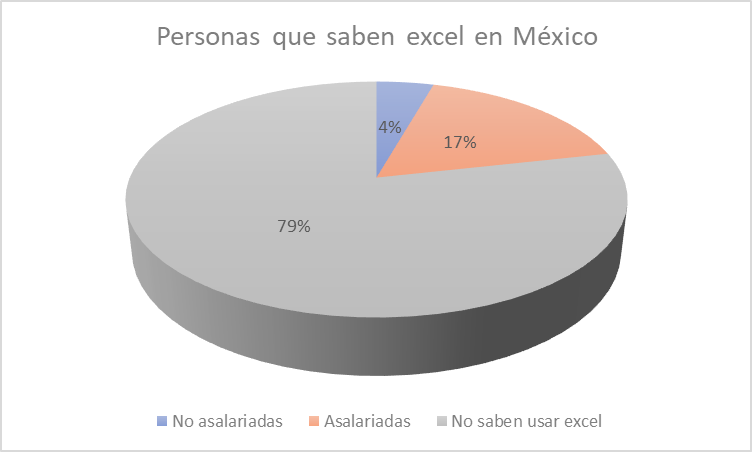 Personas que saben excel en México
4%
17%
79%
No asalariadas
Asalariadas
No saben usar excel